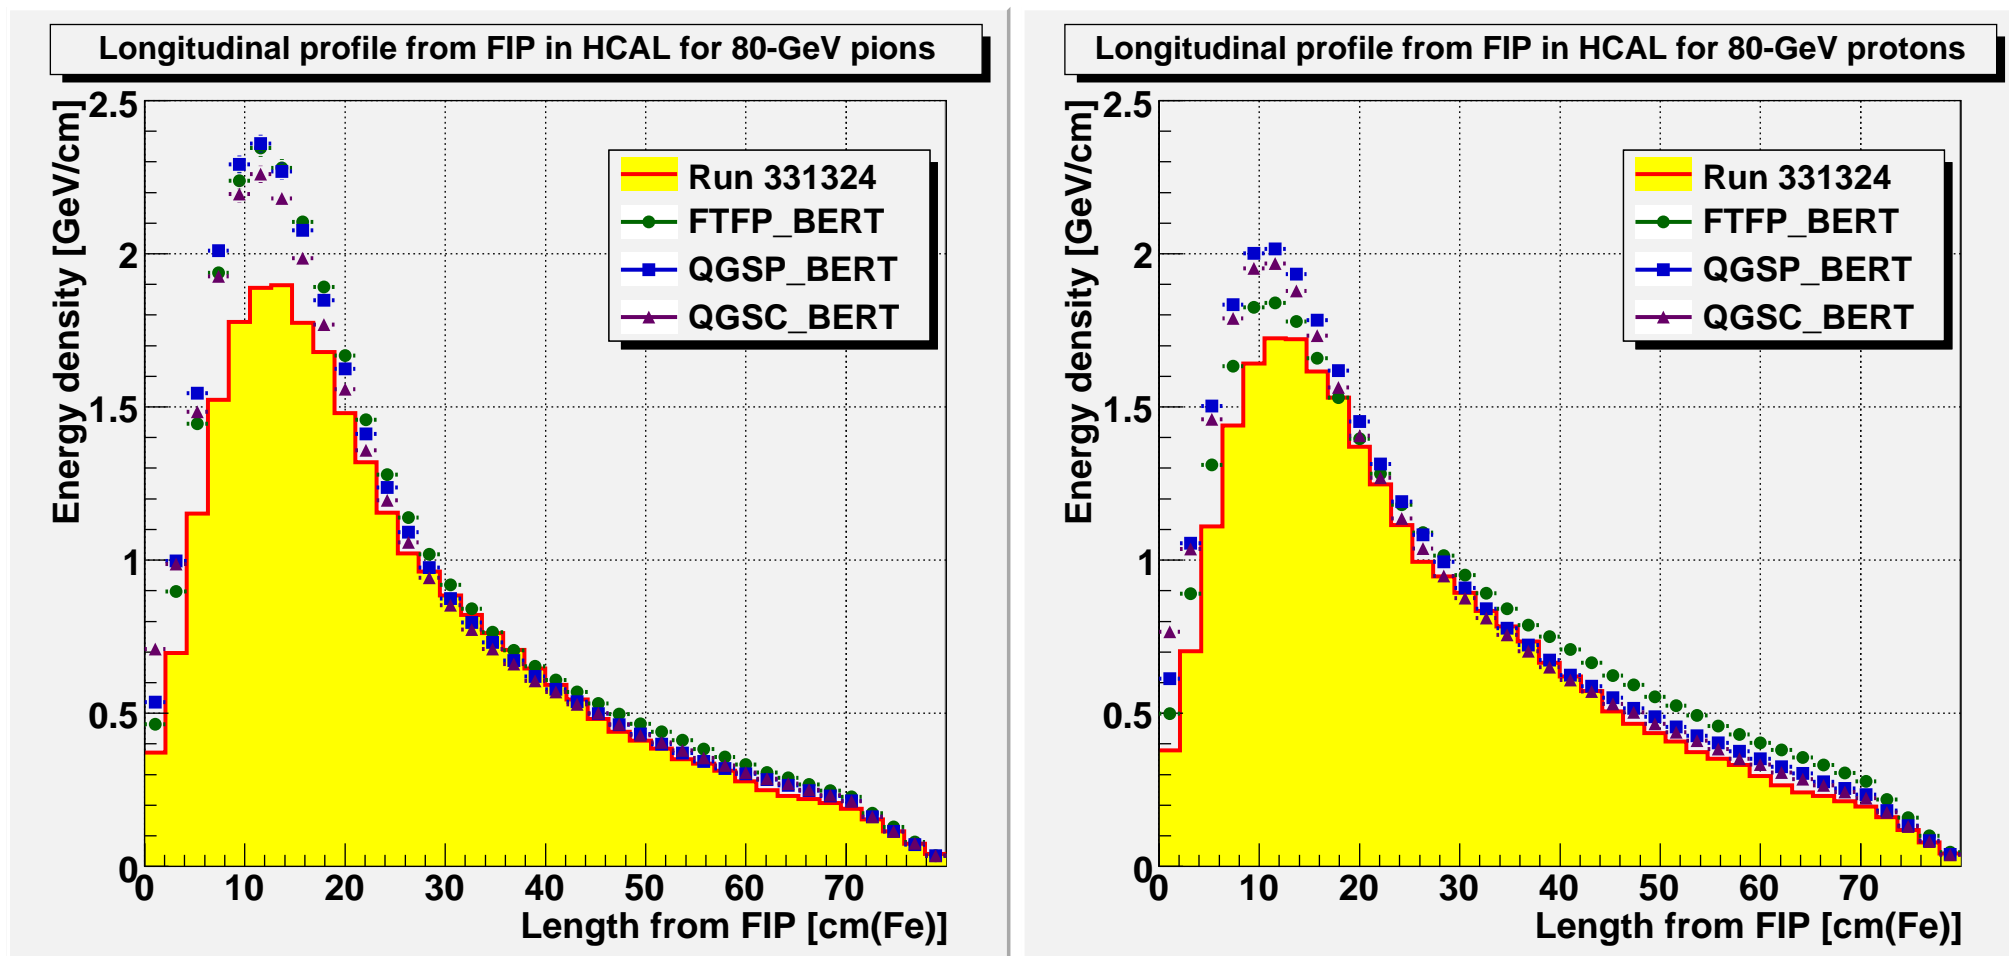 Longitudinal profile from FIP in HCAL for 80-GeV pions
Energy density [GeV/cm]
2.5
2
1.5
1
0.5
0
Run 331324
FTFP_BERT
QGSP_BERT
QGSC_BERT
0 10 20 30 40 50 60 70
Length from FIP [cm(Fe)]
Longitudinal profile from FIP in HCAL for 80-GeV protons
Energy density [GeV/cm]
2.5
2
1.5
1
0.5
0
Run 331324
FTFP_BERT
QGSP_BERT
QGSC_BERT
0 10 20 30 40 50 60 70
Length from FIP [cm(Fe)]